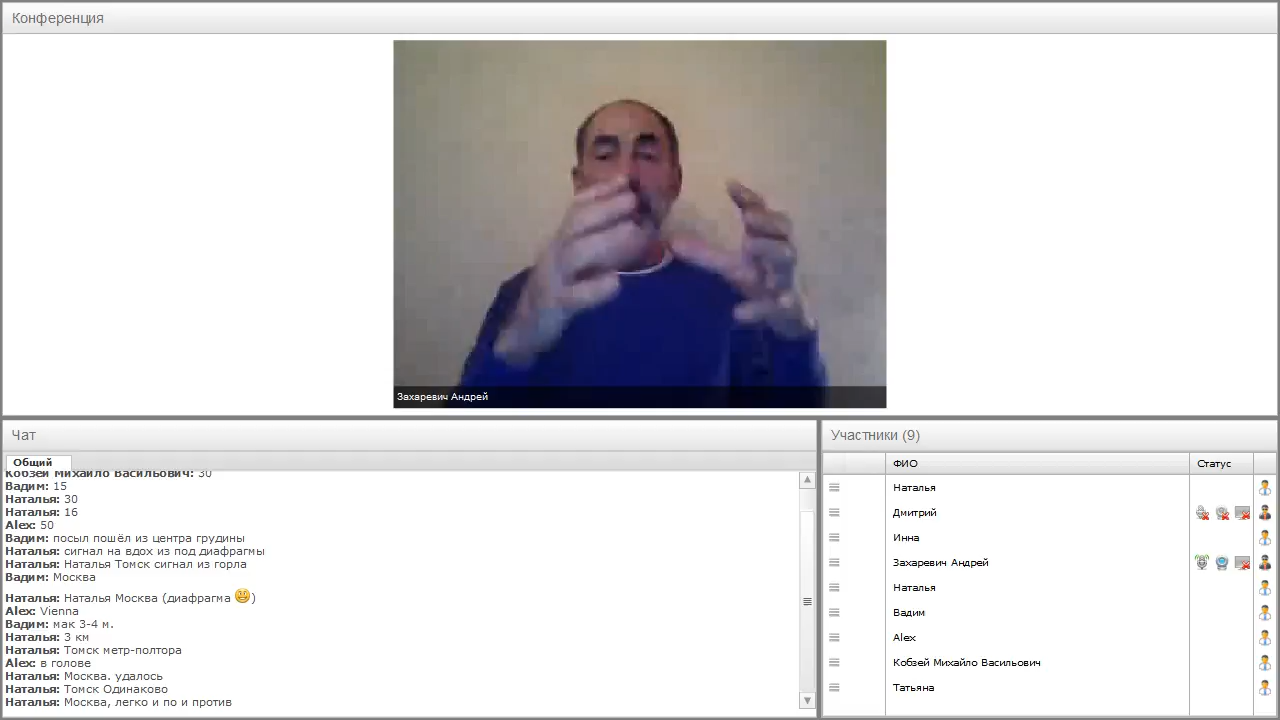 Конференция
Захаревич Андрей
Чат
Общий
Кобзей Михайло Васильович: 30
Вадим: 15
Наталья: 30
Наталья: 16
Alex: 50
Вадим: посыл пошёл из центра грудины
Наталья: сигнал на вдох из под диафрагмы
Наталья: Наталья Томск сигнал из горла
Вадим: Москва
Наталья: Наталья Москва (диафрагма )
Alex: Vienna
Вадим: мак 3-4 м.
Наталья: 3 км
Наталья: Томск метр-полтора
Alex: в голове
Наталья: Москва. удалось
Наталья: Томск Одинаково
Наталья: Москва легко и по и против
Участники (9)
ФИО Статус
Наталья
Дмитрий
Инна
Захаревич Андрей
Наталья
Вадим
Alex
Кобзей Михайло Васильович
Татьяна